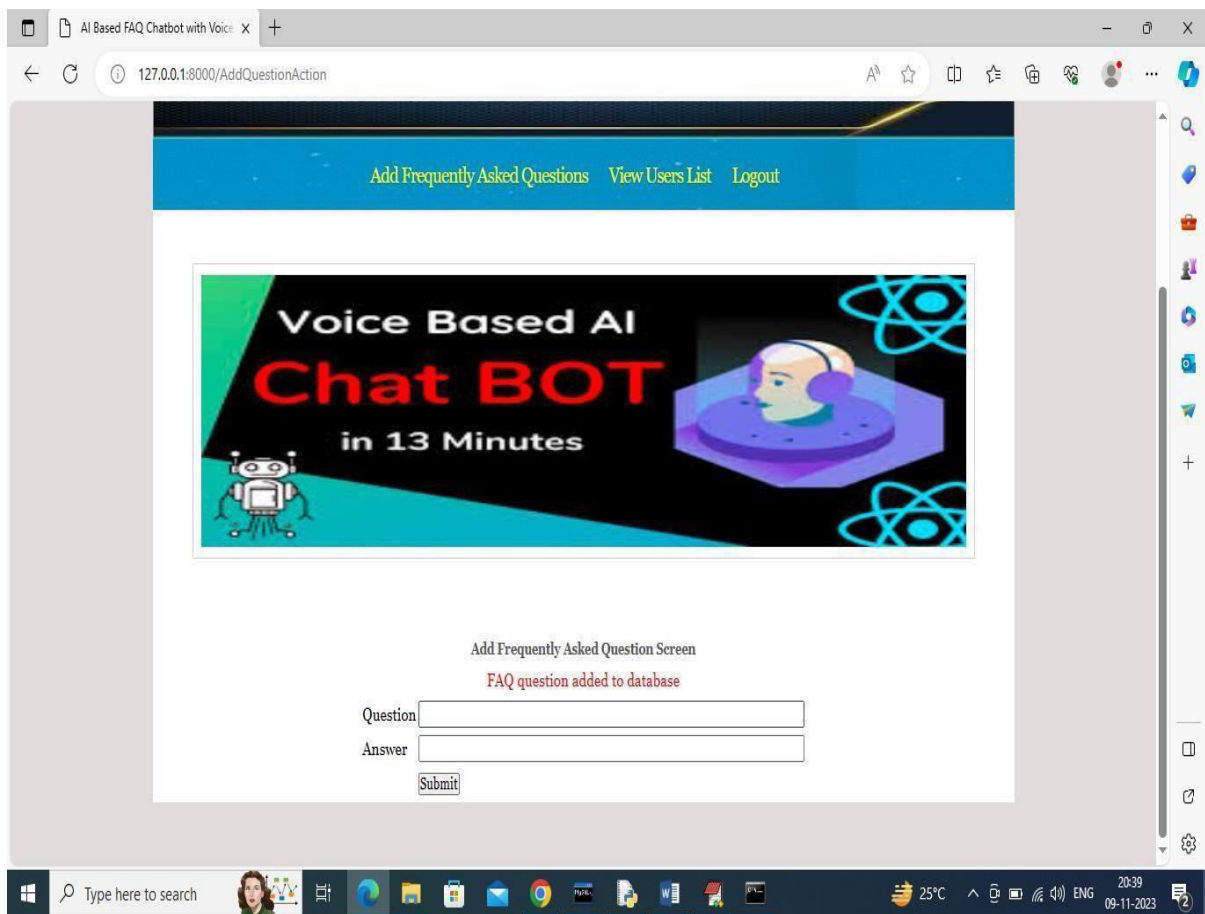 AI Based FAQ Chatbot with Voice
127.0.0.1:8000/AddQuestionAction
Add Frequently Asked Questions View Users List Logout
Voice Based AI
Chat BOT
in 13 Minutes
Add Frequently Asked Question Screen
FAQ question added to database
Question
Answer
Submit
Type here to search
25°C
ENG
20:39
09-11-2023
2